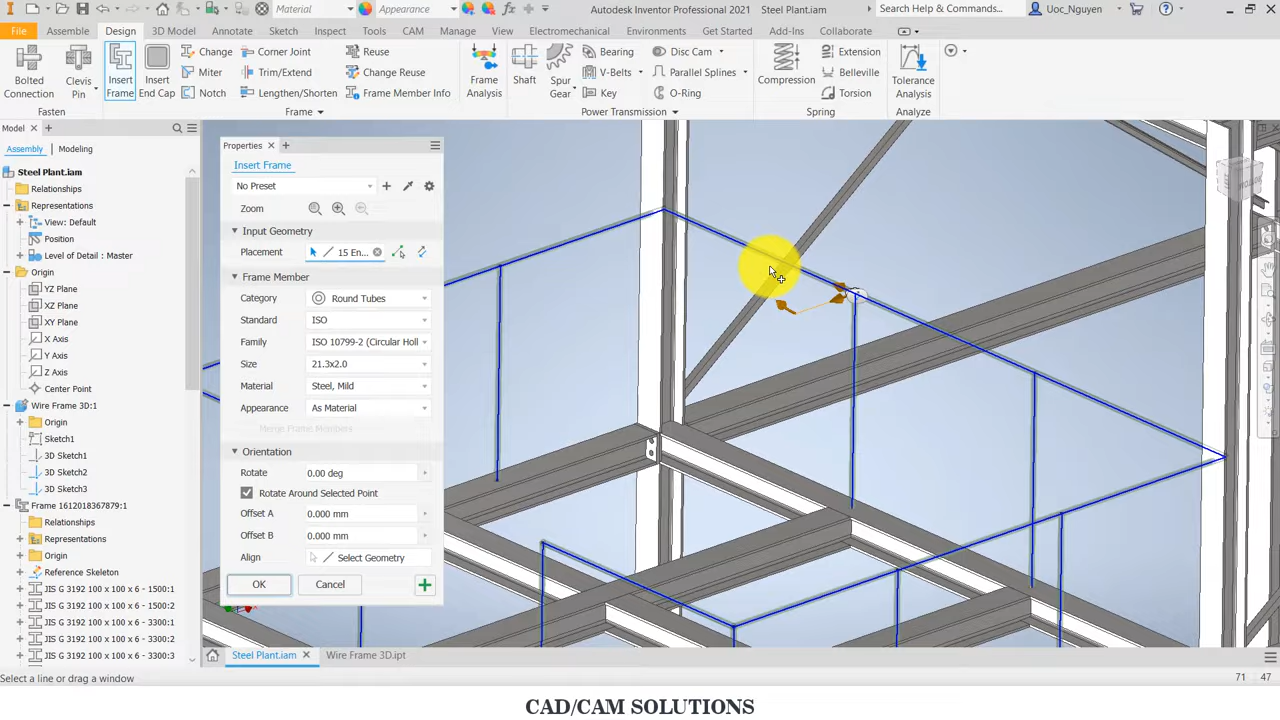 Material
Appearance
Autodesk Inventor Professional 2021
Steel Plant.iam
Search Help & Commands...
Uoc_Nguyen
File
Assemble
Design
3D Model
Annotate
Sketch
Inspect
Tools
CAM
Manage
View
Electromechanical
Environments
Get Started
Add-Ins
Collaborate
Bolted Connection
Clevis Pin
Insert Frame
Insert End Cap
Change
Miter
Notch
Corner Joint
Trim/Extend
Lengthen/Shorten
Reuse
Change Reuse
Frame Member Info
Frame Analysis
Shaft
Spur Gear
Bearing
V-Belts
Key
Disc Cam
Parallel Splines
O-Ring
Compression
Extension
Belleville
Torsion
Tolerance Analysis
Fasten
Frame
Power Transmission
Spring
Analyze
Model
Assembly
Modeling
Steel Plant.iam
Relationships
Representations
View: Default
Position
Level of Detail : Master
Origin
YZ Plane
XZ Plane
XY Plane
X Axis
Y Axis
Z Axis
Center Point
Wire Frame 3D:1
Origin
Sketch1
3D Sketch1
3D Sketch2
3D Sketch3
Frame 1612018367879:1
Relationships
Representations
Origin
Reference Skeleton
JIS G 3192 100 x 100 x 6 - 1500:1
JIS G 3192 100 x 100 x 6 - 1500:2
JIS G 3192 100 x 100 x 6 - 3300:1
JIS G 3192 100 x 100 x 6 - 3300:2
JIS G 3192 100 x 100 x 6 - 3300:3
Properties
Insert Frame
No Preset
Zoom
Input Geometry
Placement
15 En...
Frame Member
Category
Round Tubes
Standard
ISO
Family
ISO 10799-2 (Circular Holl
Size
21.3x2.0
Material
Steel, Mild
Appearance
As Material
Merge Frame Members
Orientation
Rotate
0.00 deg
Rotate Around Selected Point
Offset A
0.000 mm
Offset B
0.000 mm
Align
Select Geometry
OK
Cancel
Steel Plant.iam
Wire Frame 3D.ipt
Select a line or drag a window
71
47
CAD/CAM SOLUTIONS